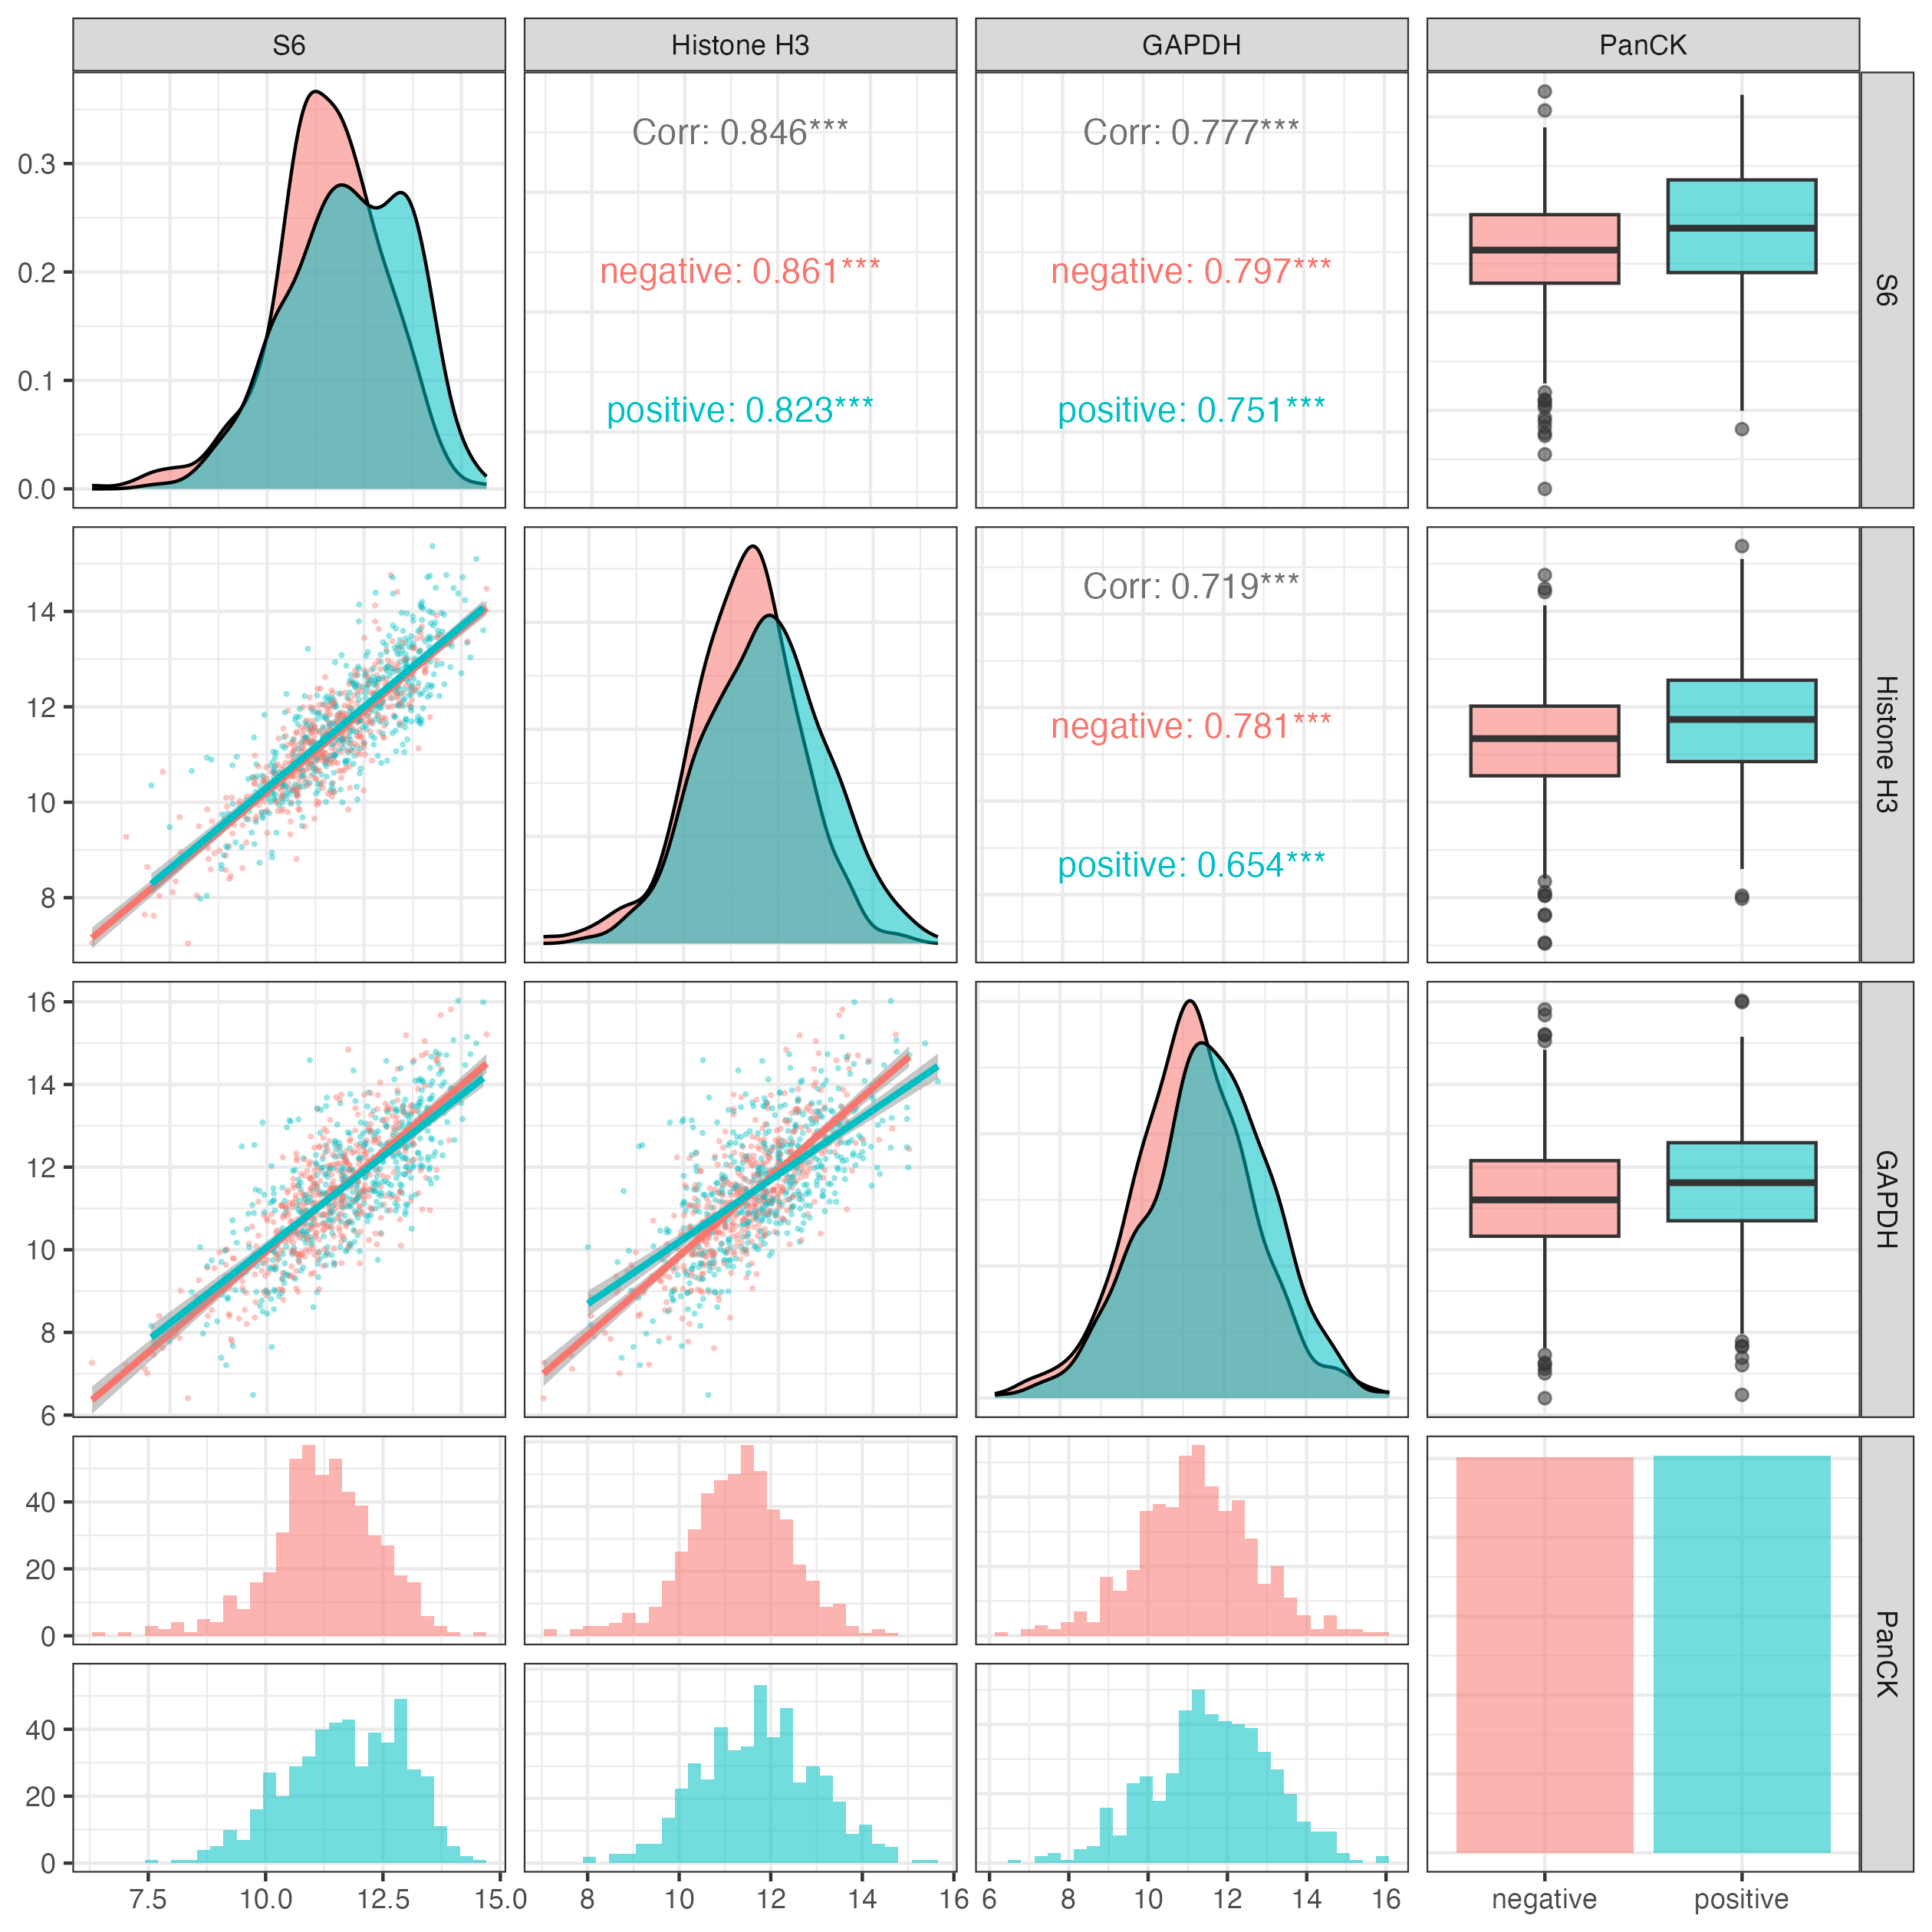 S6 Histone H3 GAPDH PanCK
Corr: 0.846***
negative: 0.861***
positive: 0.823***
Corr: 0.777***
negative: 0.797***
positive: 0.751***
0.3
0.2
0.1
0.0
S6
Corr: 0.719***
negative: 0.781***
positive: 0.654***
14
12
10
8
Histone H3
16
14
12
10
8
6
GAPDH
40
20
0
40
20
0
PanCK
7.5 10.0 12.5 15.0 8 10 12 14 16 6 8 10 12 14 16 negative positive